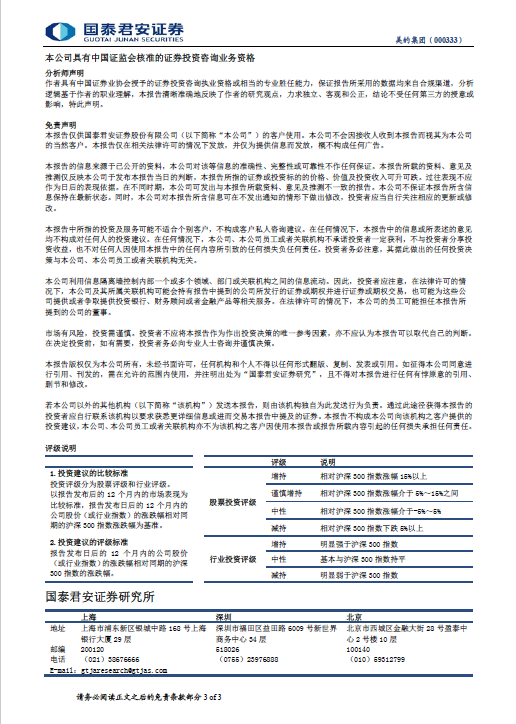 国泰君安证券
GUOTAI JUNAN SECURITIES
美的集团（000333）
本公司具有中国证监会核准的证券投资咨询业务资格
分析师声明
作者具有中国证券业协会授予的证券投资咨询执业资格或相当的专业胜任能力，保证报告所采用的数据均来自合规渠道，分析
逻辑基于作者的职业理解，本报告清晰准确地反映了作者的研究观点，力求独立、客观和公正，结论不受任何第三方的授意或
影响，特此声明。
免责声明
本报告仅供国泰君安证券股份有限公司（以下简称“本公司”）的客户使用。本公司不会因接收人收到本报告而视其为本公司
的当然客户。本报告仅在相关法律许可的情况下发放，并仅为提供信息而发放，概不构成任何广告。
本报告的信息来源于已公开的资料，本公司对该等信息的准确性、完整性或可靠性不作任何保证。本报告所载的资料、意见及
推测仅反映本公司于发布本报告当日的判断，本报告所指的证券或投资标的的价格、价值及投资收入可升可跌。过往表现不应
作为日后的表现依据。在不同时期，本公司可发出与本报告所载资料、意见及推测不一致的报告。本公司不保证本报告所含信
息保持在最新状态。同时，本公司对本报告所含信息可在不发出通知的情形下做出修改，投资者应当自行关注相应的更新或修
改。
本报告中所指的投资及服务可能不适合个别客户，不构成客户私人咨询建议。在任何情况下，本报告中的信息或所表述的意见
均不构成对任何人的投资建议。在任何情况下，本公司、本公司员工或者关联机构不承诺投资者一定获利，不与投资者分享投
资收益，也不对任何人因使用本报告中的任何内容所引致的任何损失负任何责任。投资者务必注意，其据此做出的任何投资决
策与本公司、本公司员工或者关联机构无关。
本公司利用信息隔离墙控制内部一个或多个领域、部门或关联机构之间的信息流动。因此，投资者应注意，在法律许可的情
况下，本公司及其所属关联机构可能会持有报告中提到的公司所发行的证券或期权并进行证券或期权交易，也可能为这些公
司提供或者争取提供投资银行、财务顾问或者金融产品等相关服务。在法律许可的情况下，本公司的员工可能担任本报告所
提到的公司的董事。
市场有风险，投资需谨慎。投资者不应将本报告作为作出投资决策的唯一参考因素，亦不应认为本报告可以取代自己的判断。
在决定投资前，如有需要，投资者务必向专业人士咨询并谨慎决策。
本报告版权仅为本公司所有，未经书面许可，任何机构和个人不得以任何形式翻版、复制、发表或引用。如征得本公司同意进
行引用、刊发的，需在允许的范围内使用，并注明出处为“国泰君安证券研究”，且不得对本报告进行任何有悖原意的引用、
删节和修改。
若本公司以外的其他机构（以下简称“该机构”）发送本报告，则由该机构独自为此发送行为负责。通过此途径获得本报告的
投资者应自行联系该机构以要求获悉更详细信息或进而交易本报告中提及的证券。本报告不构成本公司向该机构之客户提供的
投资建议，本公司、本公司员工或者关联机构亦不为该机构之客户因使用本报告或报告所载内容引起的任何损失承担任何责任。
评级说明
评级 说明
1.投资建议的比较标准
投资评级分为股票评级和行业评级。
以报告发布后的 12 个月内的市场表现为
比较标准，报告发布日后的 12 个月内的
公司股价（或行业指数）的涨跌幅相对同
期的沪深 300 指数涨跌幅为基准。
股票投资评级
增持 相对沪深 300 指数涨幅 15%以上
谨慎增持 相对沪深 300 指数涨幅介于 5%～15%之间
中性 相对沪深 300 指数涨幅介于-5%～5%
减持 相对沪深 300 指数下跌 5%以上
2.投资建议的评级标准
报告发布日后的 12 个月内的公司股价
（或行业指数）的涨跌幅相对同期的沪深
300 指数的涨跌幅。
行业投资评级
增持 明显强于沪深 300 指数
中性 基本与沪深 300 指数持平
减持 明显弱于沪深 300 指数
国泰君安证券研究所
上海 深圳 北京
地址 上海市浦东新区银城中路 168 号上海银行大厦 29 层 深圳市福田区益田路 6009 号新世界商务中心 34 层 北京市西城区金融大街 28 号盈泰中心 2 号楼 10 层
邮编 200120 518026 100140
电话 （021）38676666 （0755）23976888 （010）59312799
E-mail：gtjaresearch@gtjas.com
请务必阅读正文之后的免责条款部分 3 of 3